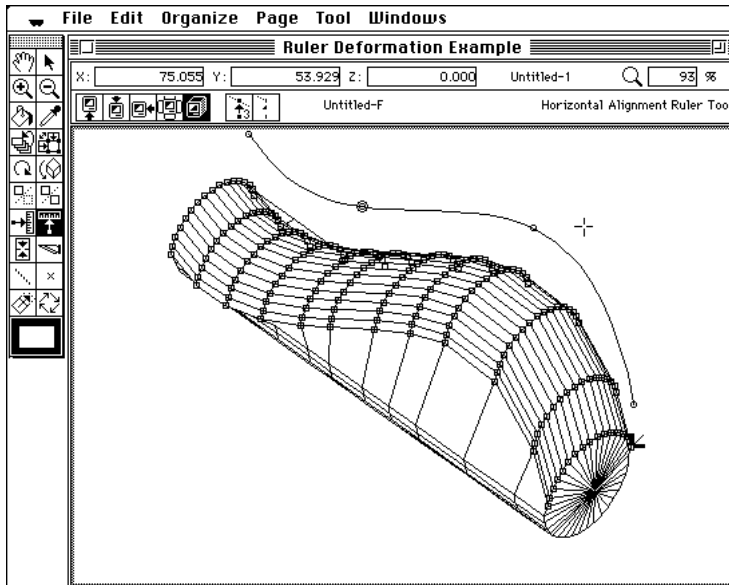 File Edit Organize Page Tool Windows
Ruler Deformation Example
X: 75.055 Y: 53.929 Z: 0.000 Untitled-1 93 %
Untitled-F Horizontal Alignment Ruler Too
3